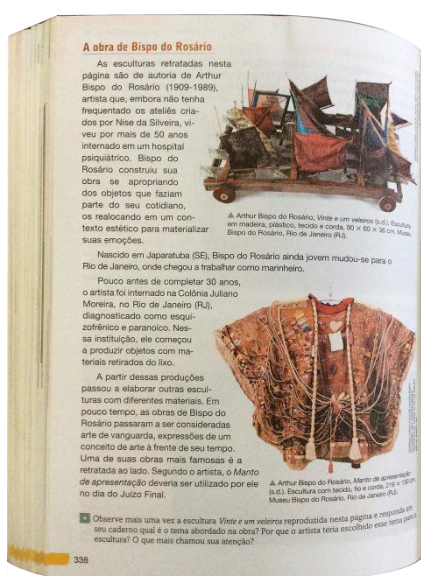 A obra de Bispo do Rosário
As esculturas retratadas nesta
página são de autoria de Arthur
Bispo do Rosário (1909-1989),
artista que, embora não tenha
frequentado os ateliês cria-
dos por Nise da Silveira, vi-
veu por mais de 50 anos
internado em um hospital
psiquiátrico. Bispo do
Rosário construiu sua
obra se apropriando
dos objetos que faziam
parte do seu cotidiano,
os realocando em um con-
texto estético para materializar
suas emoções.
Arthur Bispo do Rosário, Vinte e um veleiros (s.d.). Escultura
em madeira, plástico, tecido e corda, 90 × 60 × 36 cm. Museu
Bispo do Rosário, Rio de Janeiro (RJ).
Nascido em Japaratuba (SE), Bispo do Rosário ainda jovem mudou-se para o
Rio de Janeiro, onde chegou a trabalhar como marinheiro.
Pouco antes de completar 30 anos,
o artista foi internado na Colônia Juliano
Moreira, no Rio de Janeiro (RJ),
diagnosticado como esqui-
zofrênico e paranoico. Nes-
sa instituição, ele começou
a produzir objetos com ma-
teriais retirados do lixo.
A partir dessas produções
passou a elaborar outras escul-
turas com diferentes materiais. Em
pouco tempo, as obras de Bispo do
Rosário passaram a ser consideradas
arte de vanguarda, expressões de um
conceito de arte à frente de seu tempo.
Uma de suas obras mais famosas é a
retratada ao lado. Segundo o artista, o Manto
de apresentação deveria ser utilizado por ele
no dia do Juízo Final.
Arthur Bispo do Rosário, Manto de apresentação
(s.d.). Escultura com tecido, fio e corda, 219 × 130 cm.
Museu Bispo do Rosário, Rio de Janeiro (RJ).
Observe mais uma vez a escultura Vinte e um veleiros reproduzida nesta página e responda em
seu caderno qual é o tema abordado na obra? Por que o artista teria escolhido esse tema para a
escultura? O que mais chamou sua atenção?
338